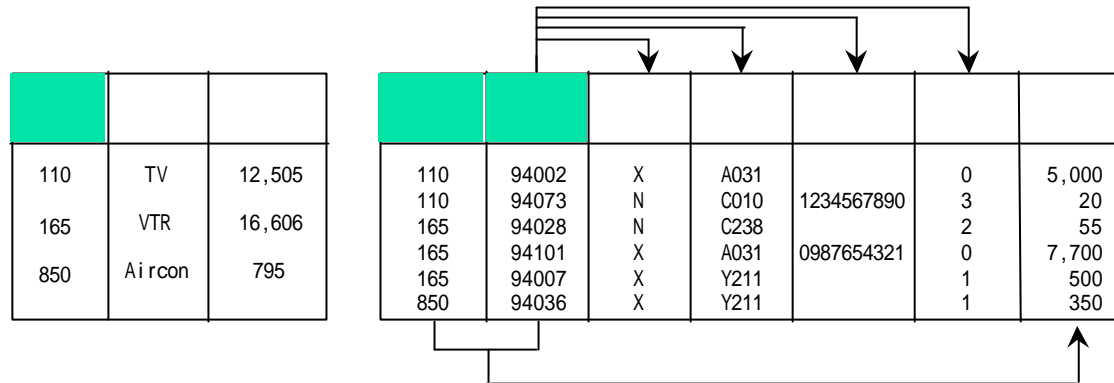 110 TV 12,505
165 VTR 16,606
850 Aircon 795
110 94002 X A031 0 5,000
110 94073 N C010 1234567890 3 20
165 94028 N C238 2 55
165 94101 X A031 0987654321 0 7,700
165 94007 X Y211 1 500
850 94036 X Y211 1 350